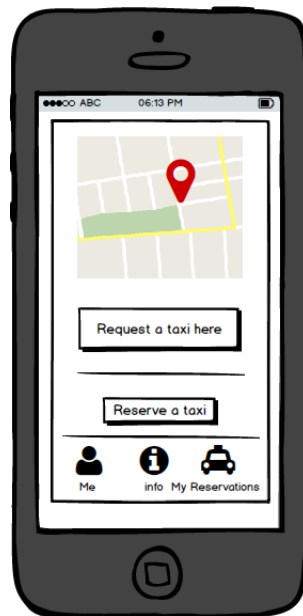 ABC 06:13 PM
Request a taxi here
Reserve a taxi
Me info My Reservations